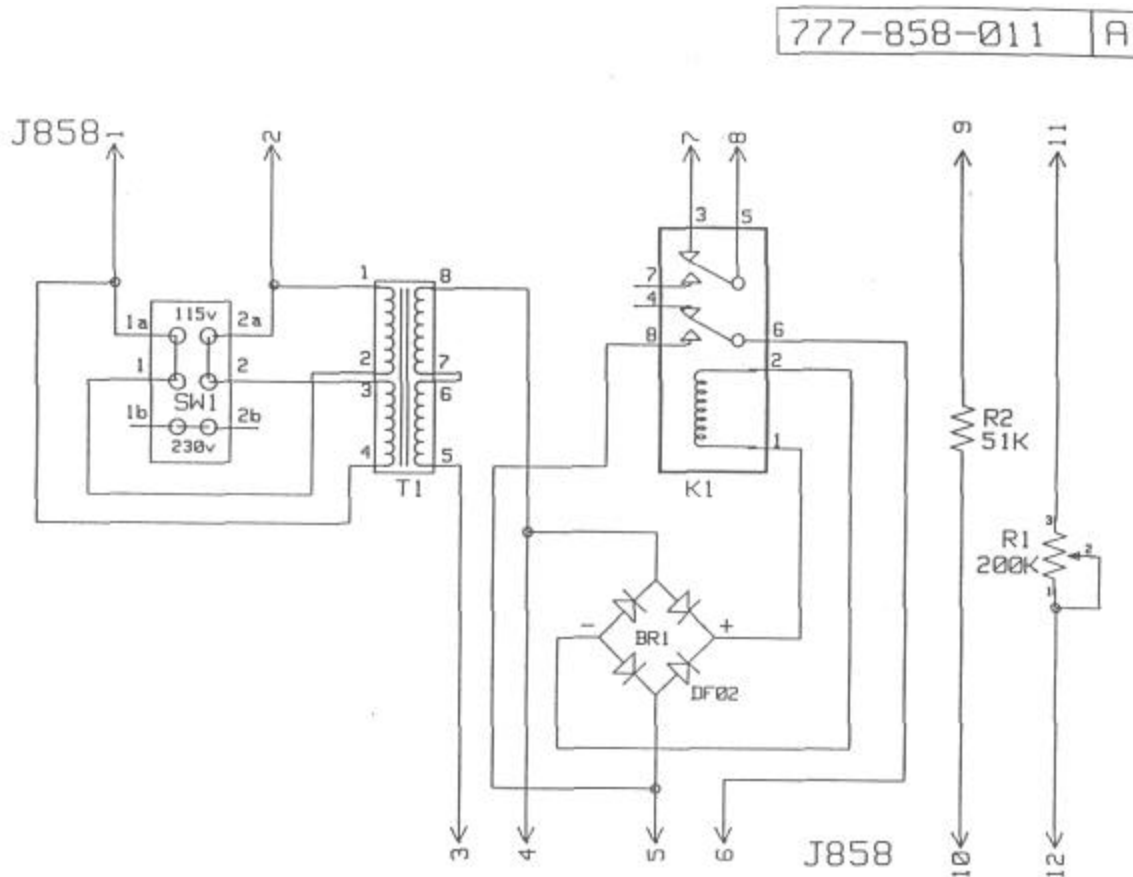 777-858-011 A
J858 1 2 7 8 9 11
3 5
1 8
7
4
115v
1a 2a
8 6
1 2 2 7 2
SW1 3 6
1b 2b
230v
4 5 1
T1 K1
R2
51K
3
R1 2
200K
1
- BR1 +
DF02
3 4 5 6 J858 10 12